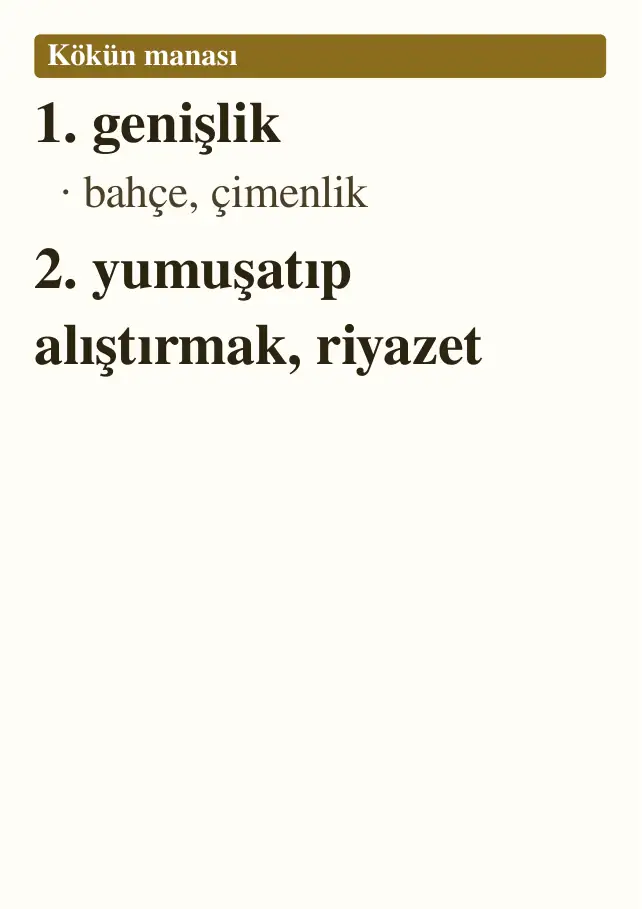 Kökün manası
1. genişlik
· bahçe, çimenlik
2. yumuşatıp
alıştırmak, riyazet